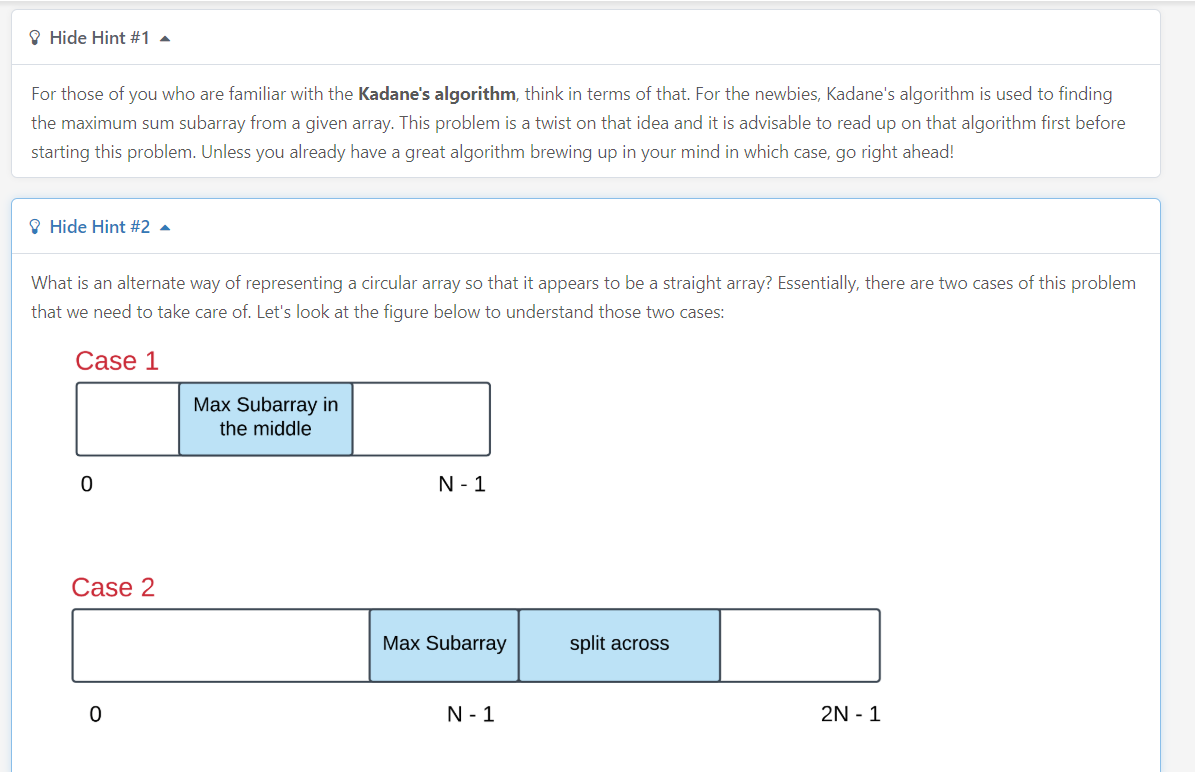 Hide Hint #1
For those of you who are familiar with the Kadane's algorithm, think in terms of that. For the newbies, Kadane's algorithm is used to finding
the maximum sum subarray from a given array. This problem is a twist on that idea and it is advisable to read up on that algorithm first before
starting this problem. Unless you already have a great algorithm brewing up in your mind in which case, go right ahead!
Hide Hint #2
What is an alternate way of representing a circular array so that it appears to be a straight array? Essentially, there are two cases of this problem
that we need to take care of. Let's look at the figure below to understand those two cases:
Case 1
Max Subarray in
the middle
0 N - 1
Case 2
Max Subarray split across
0 N - 1 2N - 1